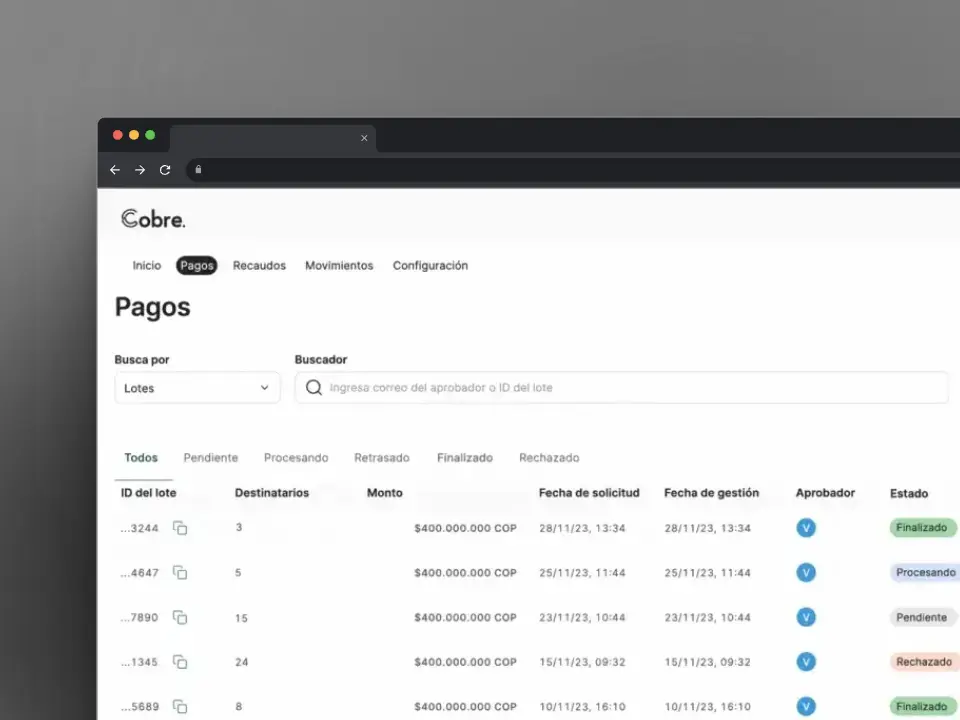 Cobre.
Inicio Pagos Recaudos Movimientos Configuración
Pagos
Busca por Buscador
Lotes Ingresa correo del aprobador o ID del lote
Todos Pendiente Procesando Retrasado Finalizado Rechazado
ID del lote Destinatarios Monto Fecha de solicitud Fecha de gestión Aprobador Estado
...3244 3 $400.000.000 COP 28/11/23, 13:34 28/11/23, 13:34 V Finalizado
...4647 5 $400.000.000 COP 25/11/23, 11:44 25/11/23, 11:44 V Procesando
...7890 15 $400.000.000 COP 23/11/23, 10:44 23/11/23, 10:44 V Pendiente
...1345 24 $400.000.000 COP 15/11/23, 09:32 15/11/23, 09:32 V Rechazado
...5689 8 $400.000.000 COP 10/11/23, 16:10 10/11/23, 16:10 V Finalizado